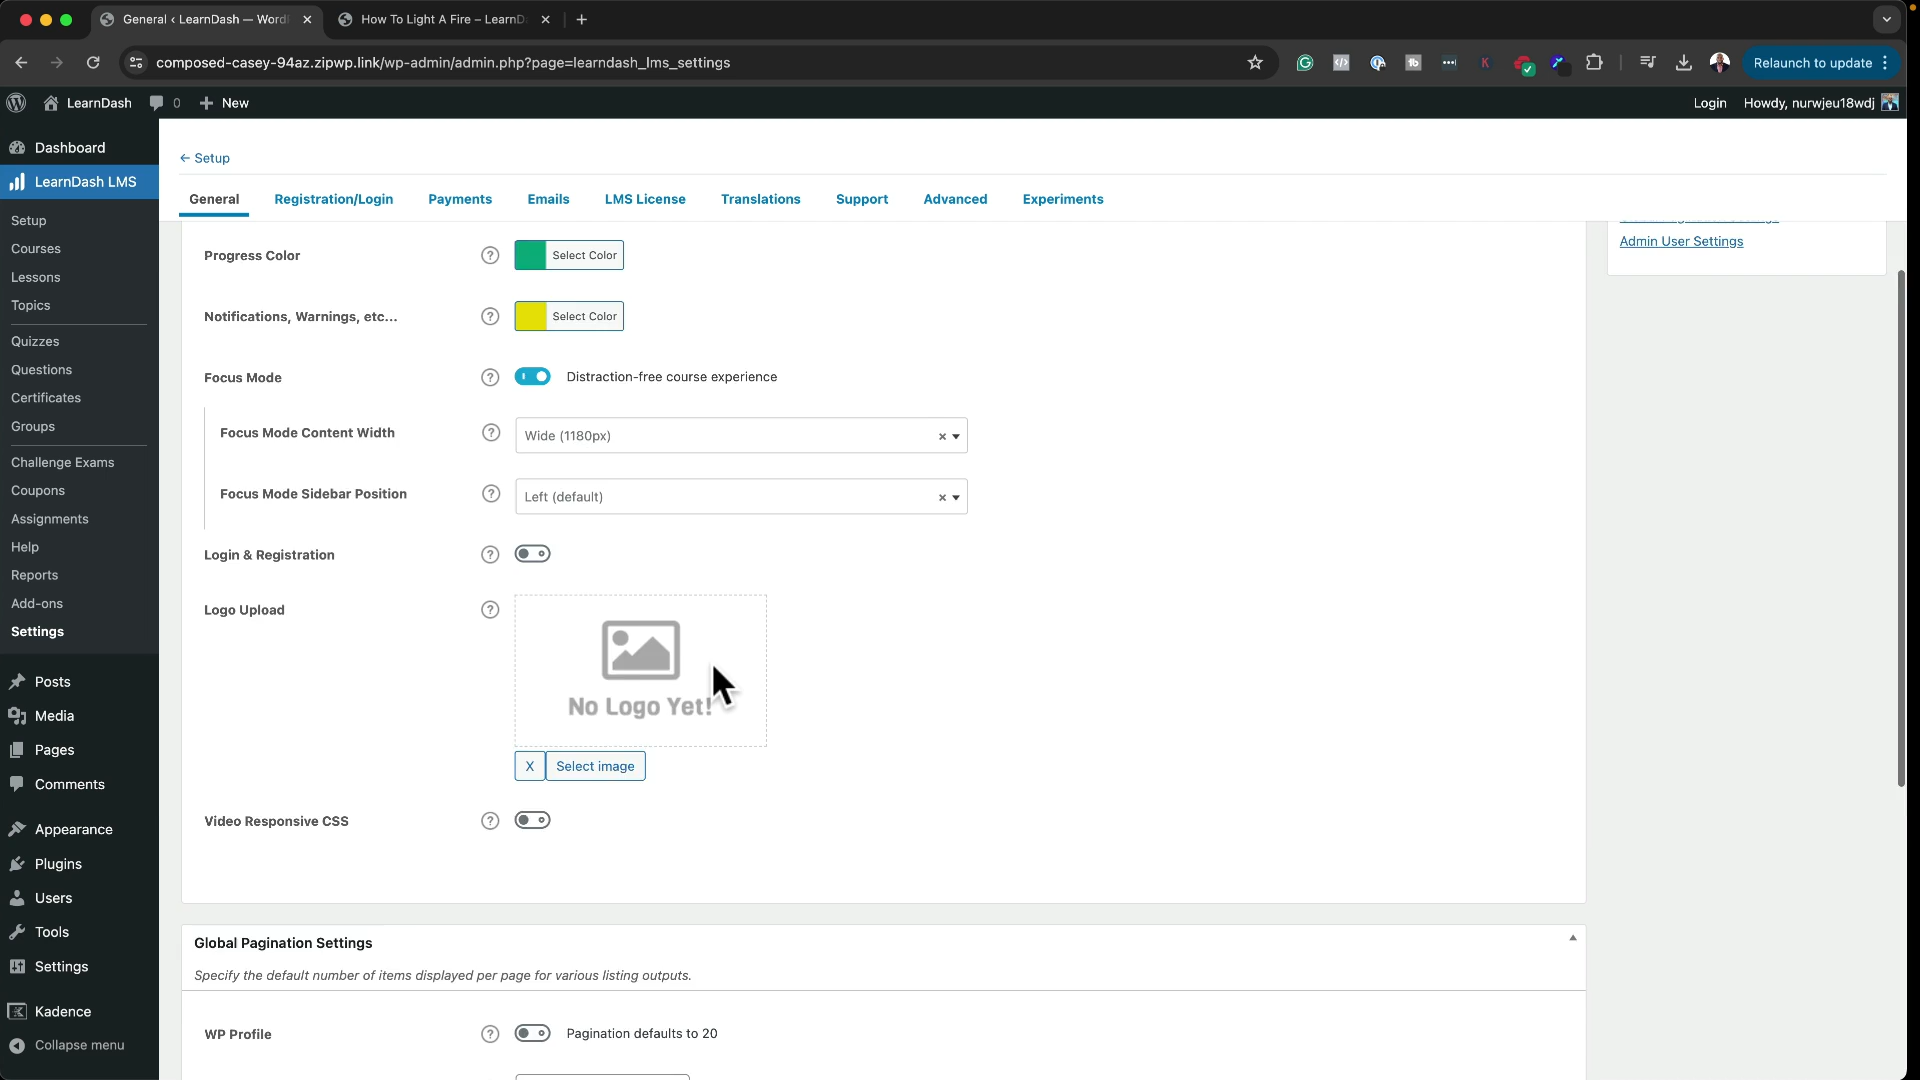 General ‹ LearnDash — Word
How To Light A Fire – LearnD
composed-casey-94az.zipwp.link/wp-admin/admin.php?page=learndash_lms_settings
Relaunch to update
LearnDash
0
New
Login
Howdy, nurwjeu18wdj
Dashboard
LearnDash LMS
Setup
Courses
Lessons
Topics
Quizzes
Questions
Certificates
Groups
Challenge Exams
Coupons
Assignments
Help
Reports
Add-ons
Settings
Posts
Media
Pages
Comments
Appearance
Plugins
Users
Tools
Settings
Kadence
Collapse menu
← Setup
General
Registration/Login
Payments
Emails
LMS License
Translations
Support
Advanced
Experiments
Admin User Settings
Progress Color
Select Color
Notifications, Warnings, etc...
Select Color
Focus Mode
Distraction-free course experience
Focus Mode Content Width
Wide (1180px)
Focus Mode Sidebar Position
Left (default)
Login & Registration
Logo Upload
No Logo Yet!
X
Select image
Video Responsive CSS
Global Pagination Settings
Specify the default number of items displayed per page for various listing outputs.
WP Profile
Pagination defaults to 20